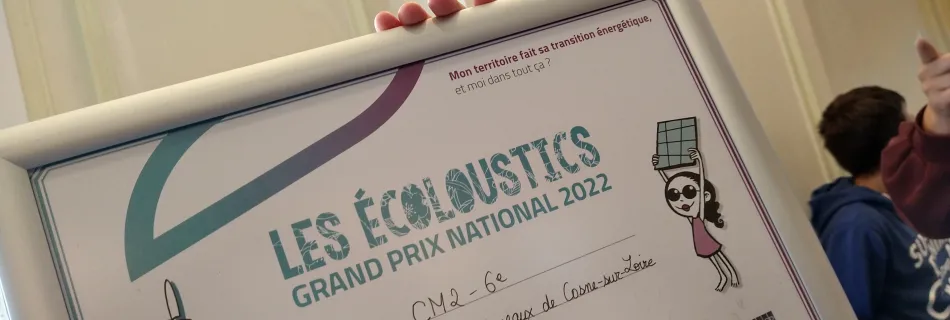 Mon territoire fait sa transition énergétique,
et moi dans tout ça ?
LES ÉCOLOUSTICS
GRAND PRIX NATIONAL 2022
CM2 - 6e
de Cosne-sur-Loire